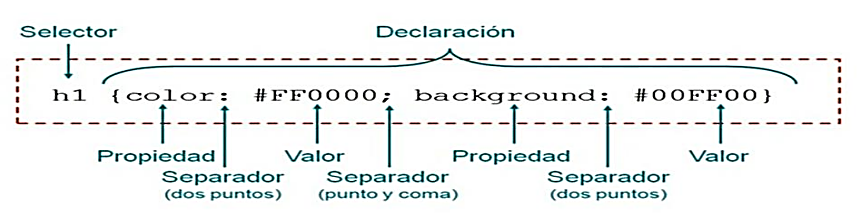 Selector Declaración
h1 {color: #FF0000; background: #00FF00}
Propiedad Valor Propiedad Valor
Separador Separador Separador
(dos puntos) (punto y coma) (dos puntos)